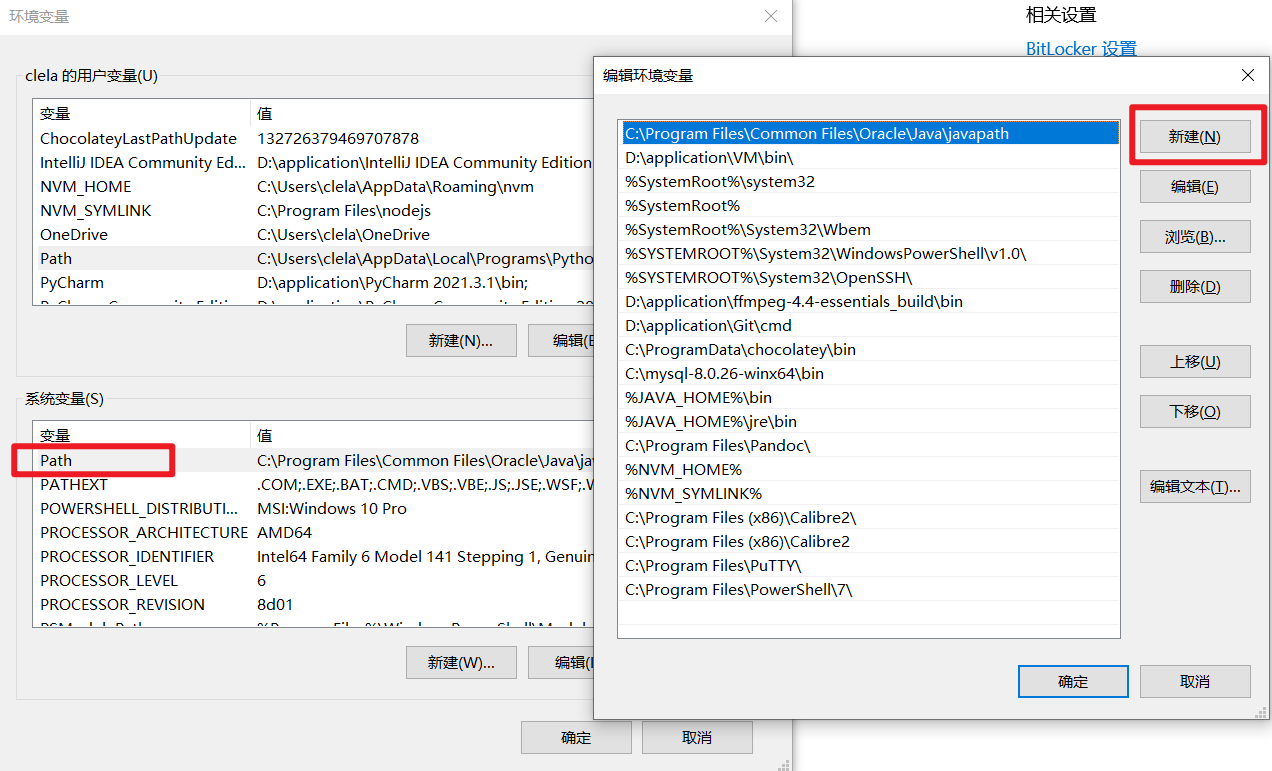 环境变量
相关设置
BitLocker 设置
clela 的用户变量(U)
变量 值
ChocolateyLastPathUpdate 132726379469707878
IntelliJ IDEA Community Ed... D:\application\IntelliJ IDEA Community Edition
NVM_HOME C:\Users\clela\AppData\Roaming\nvm
NVM_SYMLINK C:\Program Files\nodejs
OneDrive C:\Users\clela\OneDrive
Path C:\Users\clela\AppData\Local\Programs\Pytho
PyCharm D:\application\PyCharm 2021.3.1\bin;
新建(N)... 编辑(E
系统变量(S)
变量 值
Path C:\Program Files\Common Files\Oracle\Java\ja
PATHEXT .COM;.EXE;.BAT;.CMD;.VBS;.VBE;.JS;.JSE;.WSF;.W
POWERSHELL_DISTRIBUTI... MSI:Windows 10 Pro
PROCESSOR_ARCHITECTURE AMD64
PROCESSOR_IDENTIFIER Intel64 Family 6 Model 141 Stepping 1, Genuin
PROCESSOR_LEVEL 6
PROCESSOR_REVISION 8d01
新建(W)... 编辑(
确定 取消
编辑环境变量
C:\Program Files\Common Files\Oracle\Java\javapath
D:\application\VM\bin\
%SystemRoot%\system32
%SystemRoot%
%SystemRoot%\System32\Wbem
%SYSTEMROOT%\System32\WindowsPowerShell\v1.0\
%SYSTEMROOT%\System32\OpenSSH\
D:\application\ffmpeg-4.4-essentials_build\bin
D:\application\Git\cmd
C:\ProgramData\chocolatey\bin
C:\mysql-8.0.26-winx64\bin
%JAVA_HOME%\bin
%JAVA_HOME%\jre\bin
C:\Program Files\Pandoc\
%NVM_HOME%
%NVM_SYMLINK%
C:\Program Files (x86)\Calibre2\
C:\Program Files (x86)\Calibre2
C:\Program Files\PuTTY\
C:\Program Files\PowerShell\7\
新建(N)
编辑(E)
浏览(B)...
删除(D)
上移(U)
下移(O)
编辑文本(T)...
确定 取消